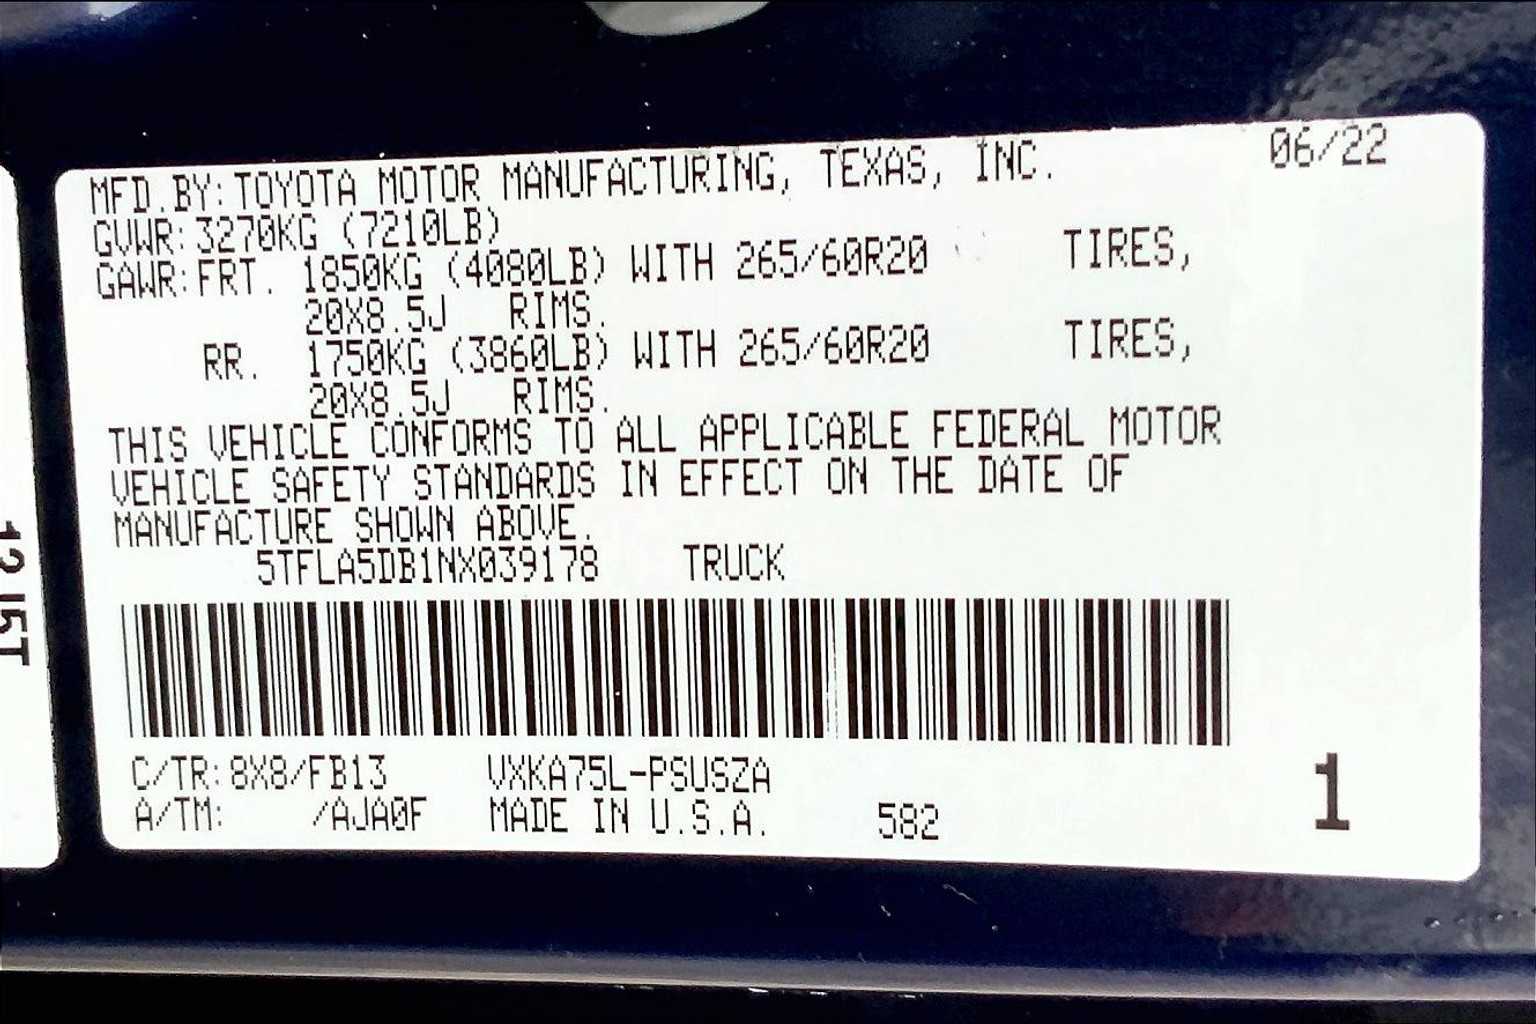 MFD.BY:TOYOTA MOTOR MANUFACTURING, TEXAS, INC. 06/22
GVWR:3270KG (7210LB)
GAWR:FRT. 1850KG (4080LB) WITH 265/60R20 TIRES,
20X8.5J RIMS.
RR. 1750KG (3860LB) WITH 265/60R20 TIRES,
20X8.5J RIMS.
THIS VEHICLE CONFORMS TO ALL APPLICABLE FEDERAL MOTOR
VEHICLE SAFETY STANDARDS IN EFFECT ON THE DATE OF
MANUFACTURE SHOWN ABOVE.
5TFLA5DB1NX039178 TRUCK
C/TR:8X8/FB13 VXKA75L-PSUSZA
A/TM: /AJA0F MADE IN U.S.A. 582 1